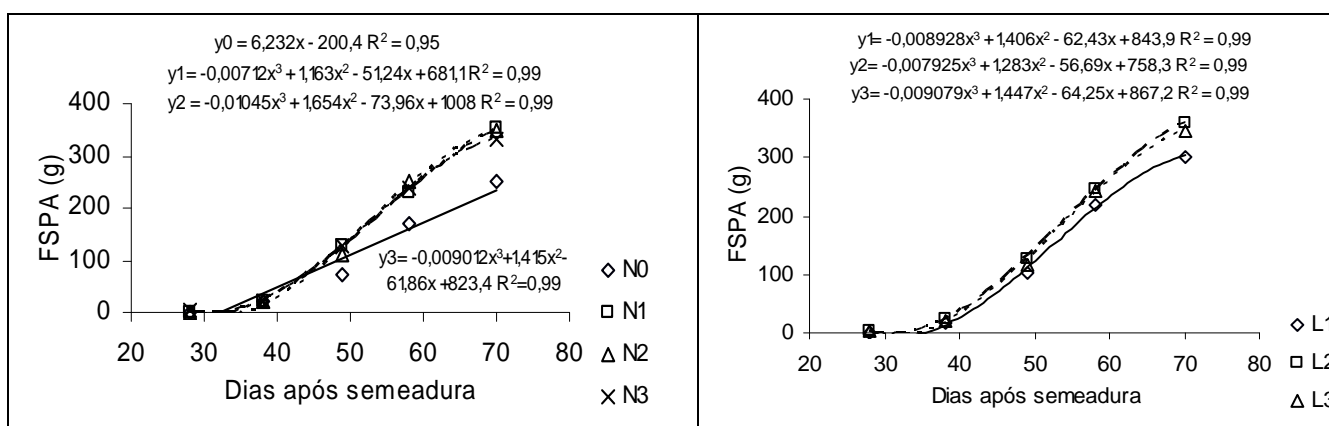 y0 = 6,232x - 200,4 R² = 0,95
y1= -0,00712x³ + 1,163x² - 51,24x + 681,1R² = 0,99
y2 = -0,01045x³ + 1,654x² - 73,96x + 1008 R² = 0,99
400
300
200
100
0
FSPA (g)
y3= -0,009012x³+1,415x²-
61,86x +823,4 R²=0,99
20 30 40 50 60 70 80
Dias após semeadura
N0
N1
N2
N3
y1= -0,008928x³ + 1,406x² - 62,43x + 843,9 R² = 0,99
y2= -0,007925x³ + 1,283x² - 56,69x + 758,3 R² = 0,99
y3= -0,009079x³ + 1,447x² - 64,25x + 867,2 R² = 0,99
400
300
200
100
0
FSPA (g)
20 30 40 50 60 70 80
Dias após semeadura
L1
L2
L3